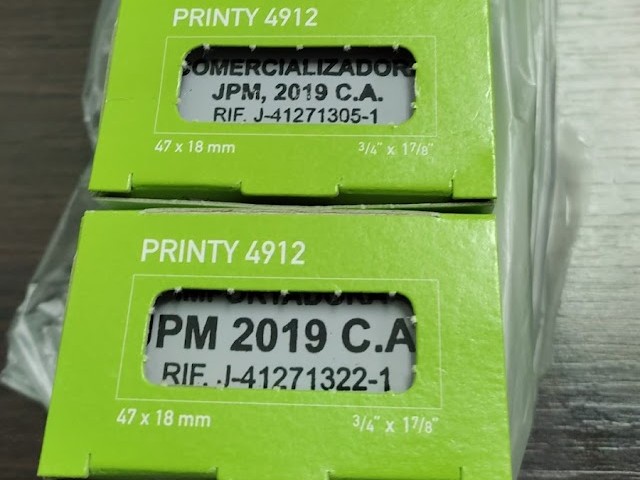 PRINTY 4912
COMERCIALIZADORA
JPM, 2019 C.A.
RIF. J-41271305-1
47 x 18 mm 3/4" x 17/8"
PRINTY 4912
IMPORTADORA
JPM 2019 C.A
RIF. J-41271322-1
47 x 18 mm 3/4" x 17/8"